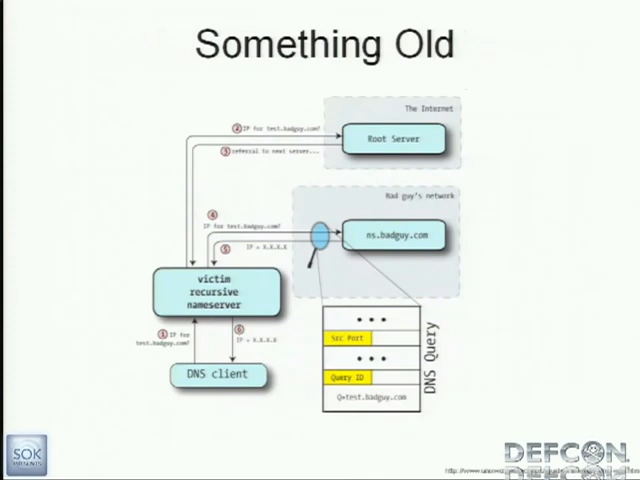 Something Old
The Internet
② IP for test.badguy.com?
Root Server
③ referral to next server...
Bad guy's network
④
IP for test.badguy.com?
ns.badguy.com
⑤ IP = X.X.X.X
victim
recursive
nameserver
① IP for
test.badguy.com?
⑥
IP = X.X.X.X
DNS client
• • •
Src Port
• • •
Query ID
Q=test.badguy.com
DNS Query
SOK
PRESENTS
DEFCON